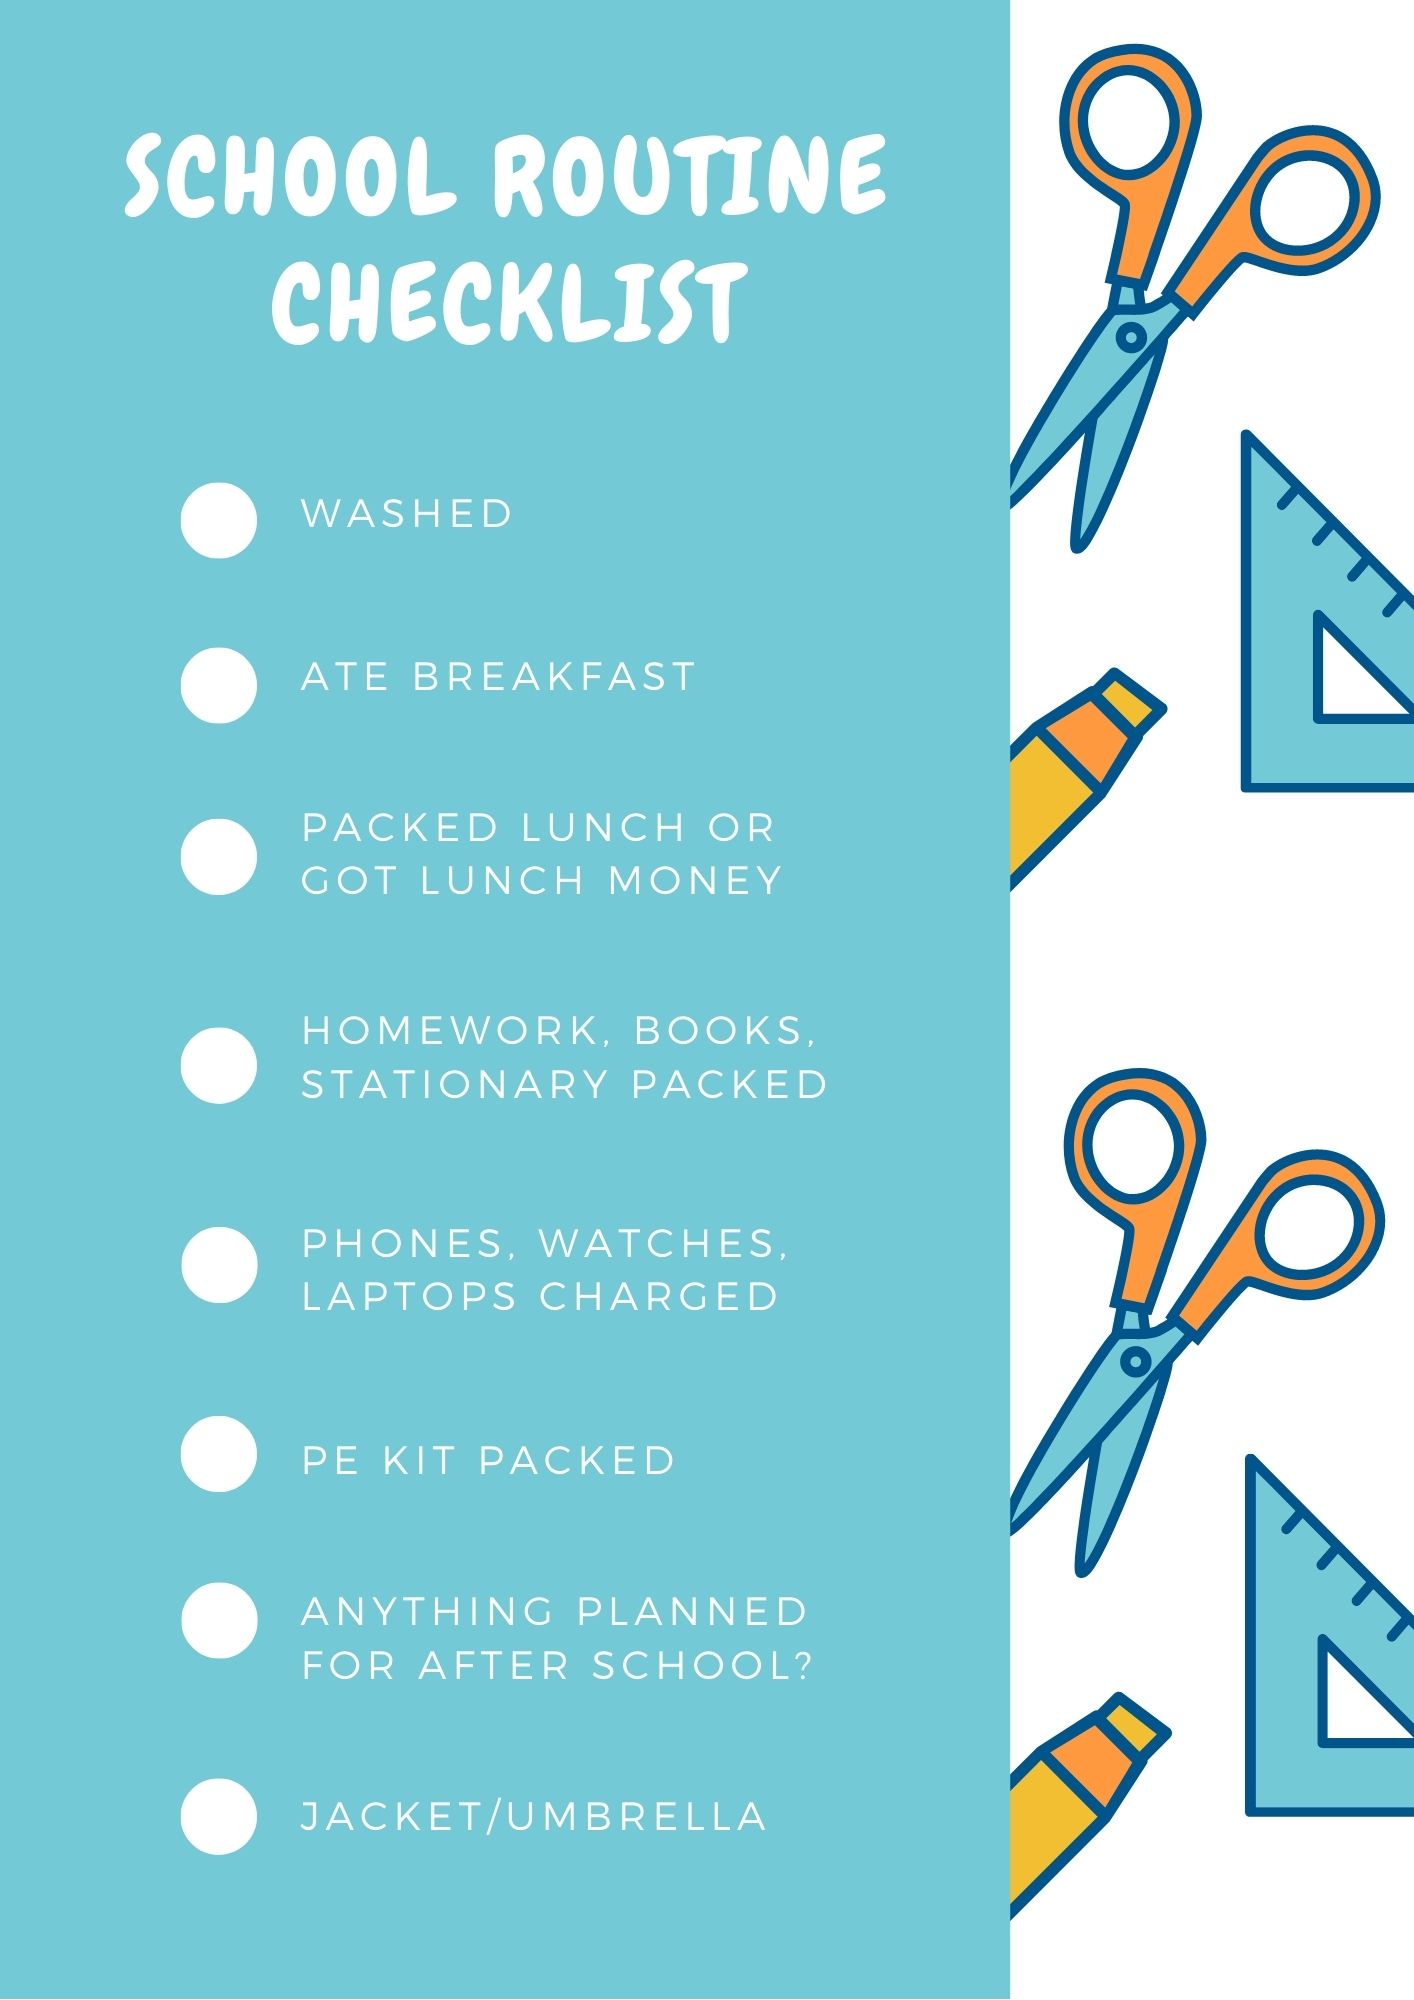 SCHOOL ROUTINE
CHECKLIST
WASHED
ATE BREAKFAST
PACKED LUNCH OR
GOT LUNCH MONEY
HOMEWORK, BOOKS,
STATIONARY PACKED
PHONES, WATCHES,
LAPTOPS CHARGED
PE KIT PACKED
ANYTHING PLANNED
FOR AFTER SCHOOL?
JACKET/UMBRELLA